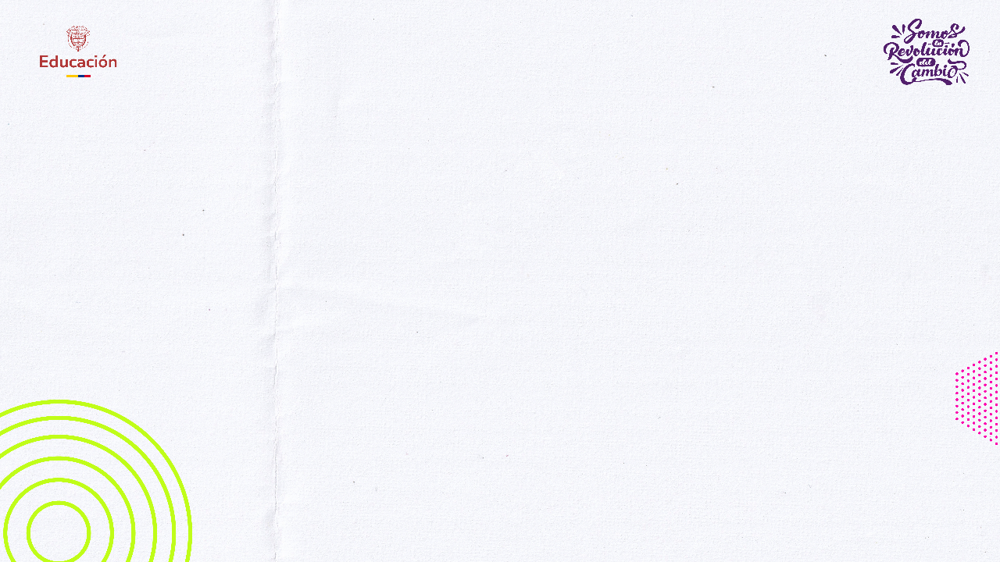 Educación
Somos
la
Revolución
del
Cambio